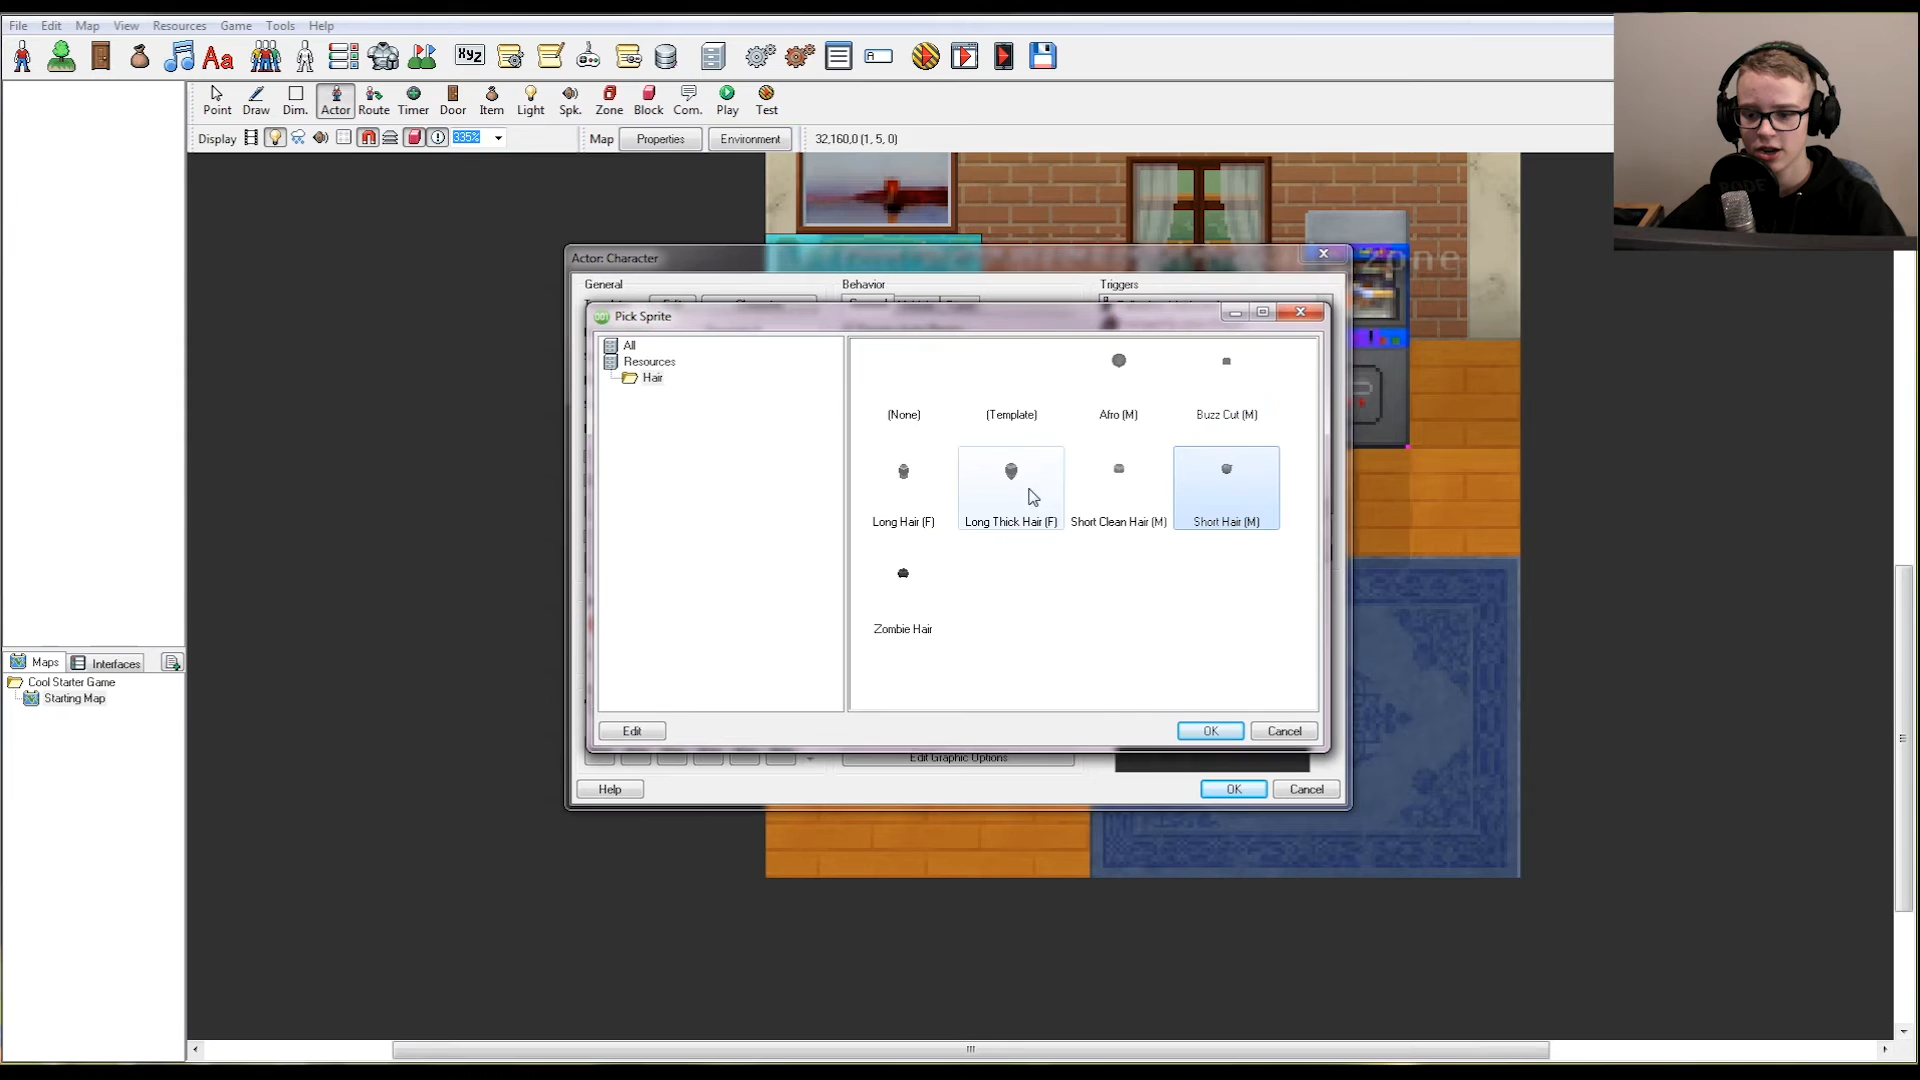 File Edit Map View Resources Game Tools Help
Aa XYZ A
Point Draw Dim. Actor Route Timer Door Item Light Spk. Zone Block Com. Play Test
Display 335% Map Properties Environment 32,160,0 (1, 5, 0)
RODE
zone
Actor: Character
General Behavior Triggers
Pick Sprite
All
Resources
Hair
(None) (Template) Afro (M) Buzz Cut (M)
Long Hair (F) Long Thick Hair (F) Short Clean Hair (M) Short Hair (M)
Zombie Hair
Maps Interfaces
Cool Starter Game
Starting Map
Edit OK Cancel
Edit Graphic Options
Help OK Cancel